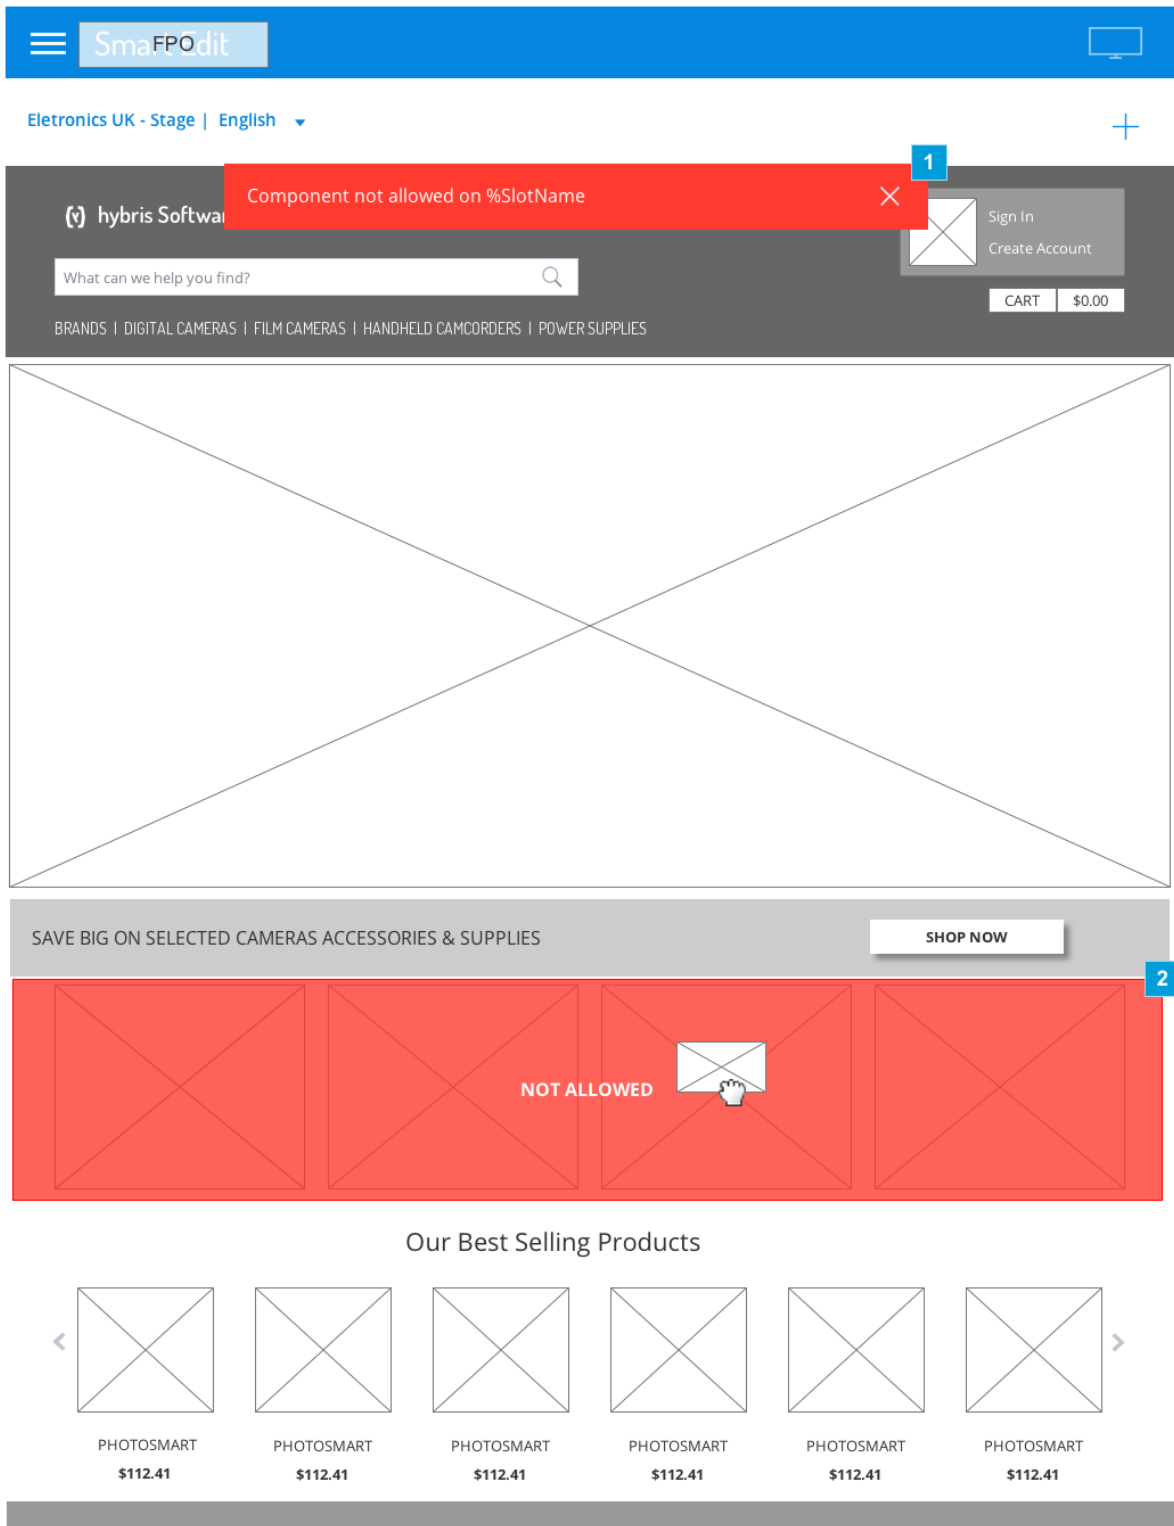 Smart Edit
FPO
Eletronics UK - Stage | English
1
Component not allowed on %SlotName
hybris Softwar
Sign In
Create Account
What can we help you find?
CART $0.00
BRANDS | DIGITAL CAMERAS | FILM CAMERAS | HANDHELD CAMCORDERS | POWER SUPPLIES
SAVE BIG ON SELECTED CAMERAS ACCESSORIES & SUPPLIES
SHOP NOW
2
NOT ALLOWED
Our Best Selling Products
PHOTOSMART PHOTOSMART PHOTOSMART PHOTOSMART PHOTOSMART PHOTOSMART
$112.41 $112.41 $112.41 $112.41 $112.41 $112.41